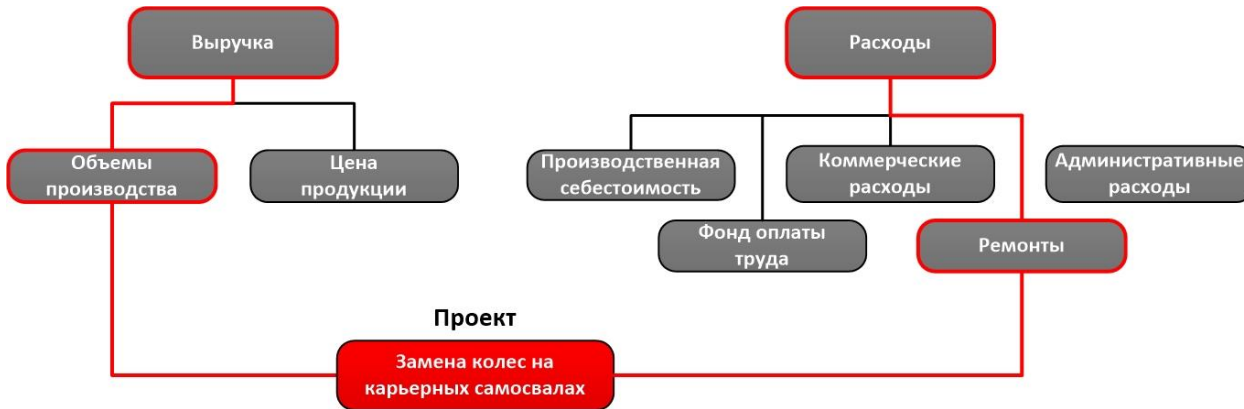 Выручка
Расходы
Объемы
производства
Цена
продукции
Производственная
себестоимость
Коммерческие
расходы
Административные
расходы
Фонд оплаты
труда
Ремонты
Проект
Замена колес на
карьерных самосвалах